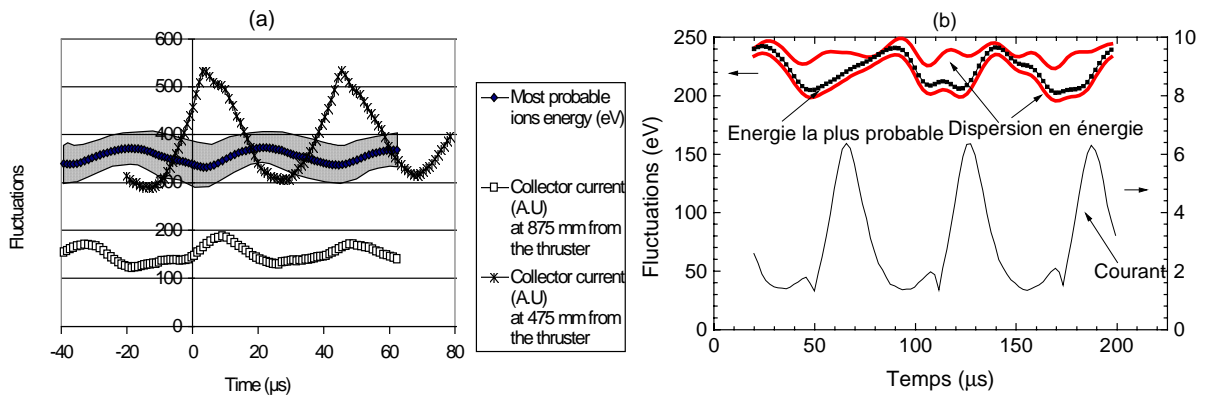 (a)
600
500
400
300
200
100
0
-40
-20
0
20
40
60
80
Fluctuations
Time (µs)
Most probable
ions energy (eV)
Collector current
(A.U)
at 875 mm from
the thruster
Collector current
(A.U)
at 475 mm from
the thruster
(b)
250
200
150
100
50
0
10
8
6
4
2
0
0
50
100
150
200
Fluctuations (eV)
Temps (µs)
Energie la plus probable
Dispersion en énergie
Courant